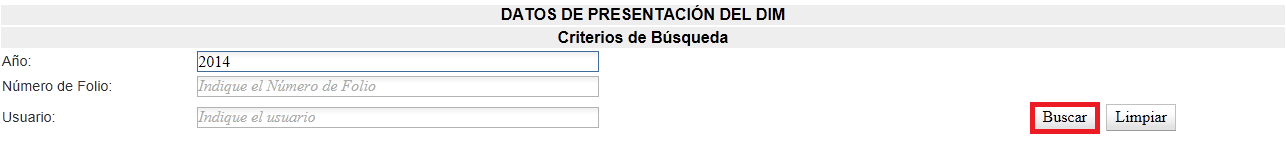 DATOS DE PRESENTACIÓN DEL DIM
Criterios de Búsqueda
Año: 2014
Número de Folio: Indique el Número de Folio
Usuario: Indique el usuario Buscar Limpiar